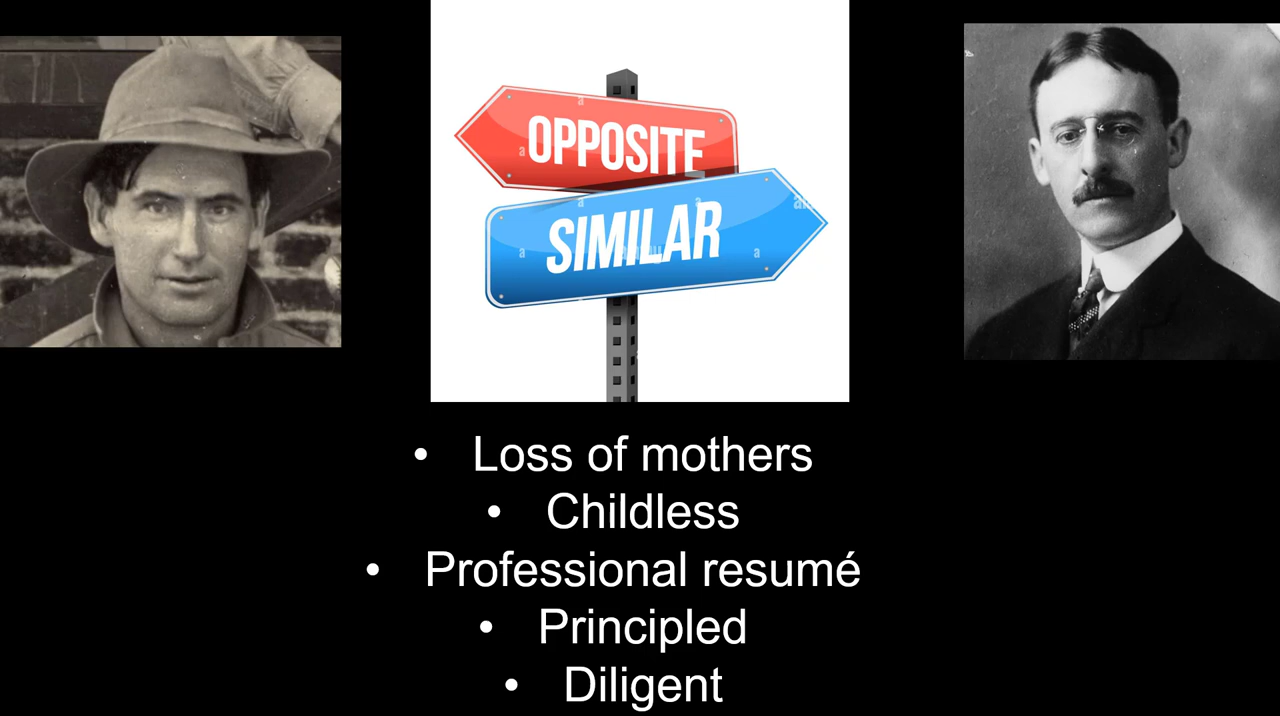 OPPOSITE
SIMILAR
• Loss of mothers
• Childless
• Professional resumé
• Principled
• Diligent